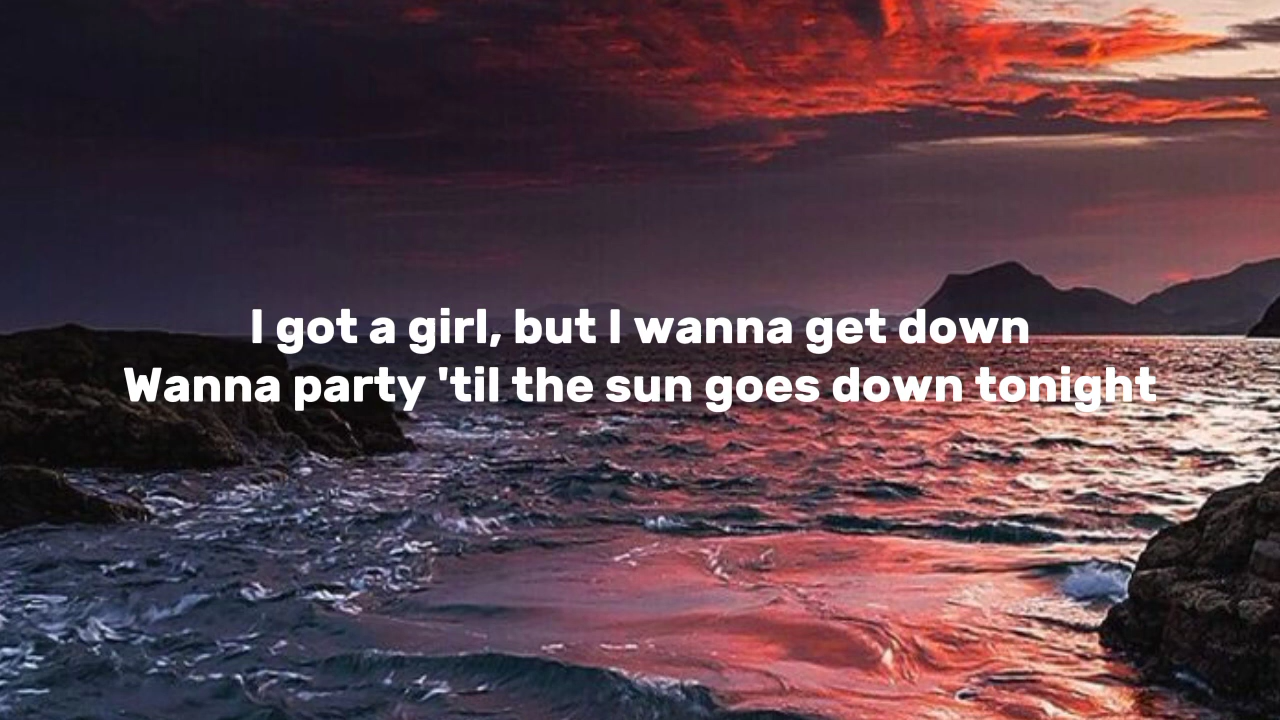 I got a girl, but I wanna get down
Wanna party 'til the sun goes down tonight